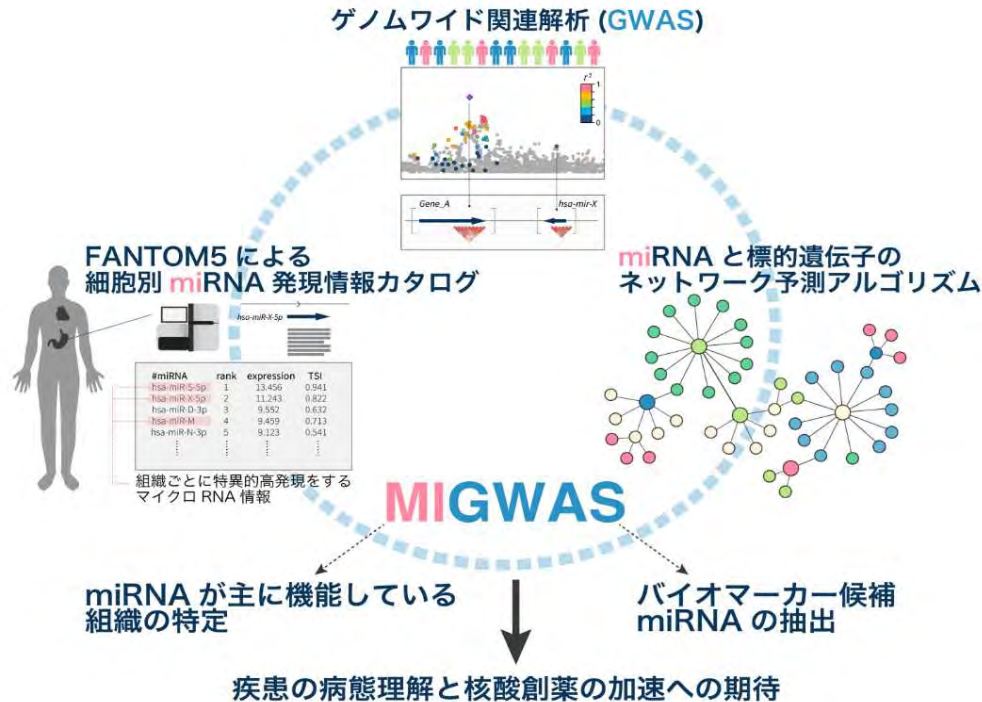 ゲノムワイド関連解析 (GWAS)
r²
1
0
Gene_A
hsa-mir-X
FANTOM5 による
細胞別 miRNA 発現情報カタログ
hsa-miR-X-5p
#miRNA rank expression TSI
hsa-miR-S-5p 1 13.456 0.941
hsa-miR-X-5p 2 11.243 0.822
hsa-miR-D-3p 3 9.552 0.632
hsa-miR-M 4 9.459 0.713
hsa-miR-N-3p 5 9.123 0.541
組織ごとに特異的高発現をする
マイクロ RNA 情報
miRNA と標的遺伝子の
ネットワーク予測アルゴリズム
MIGWAS
miRNA が主に機能している
組織の特定
バイオマーカー候補
miRNA の抽出
疾患の病態理解と核酸創薬の加速への期待